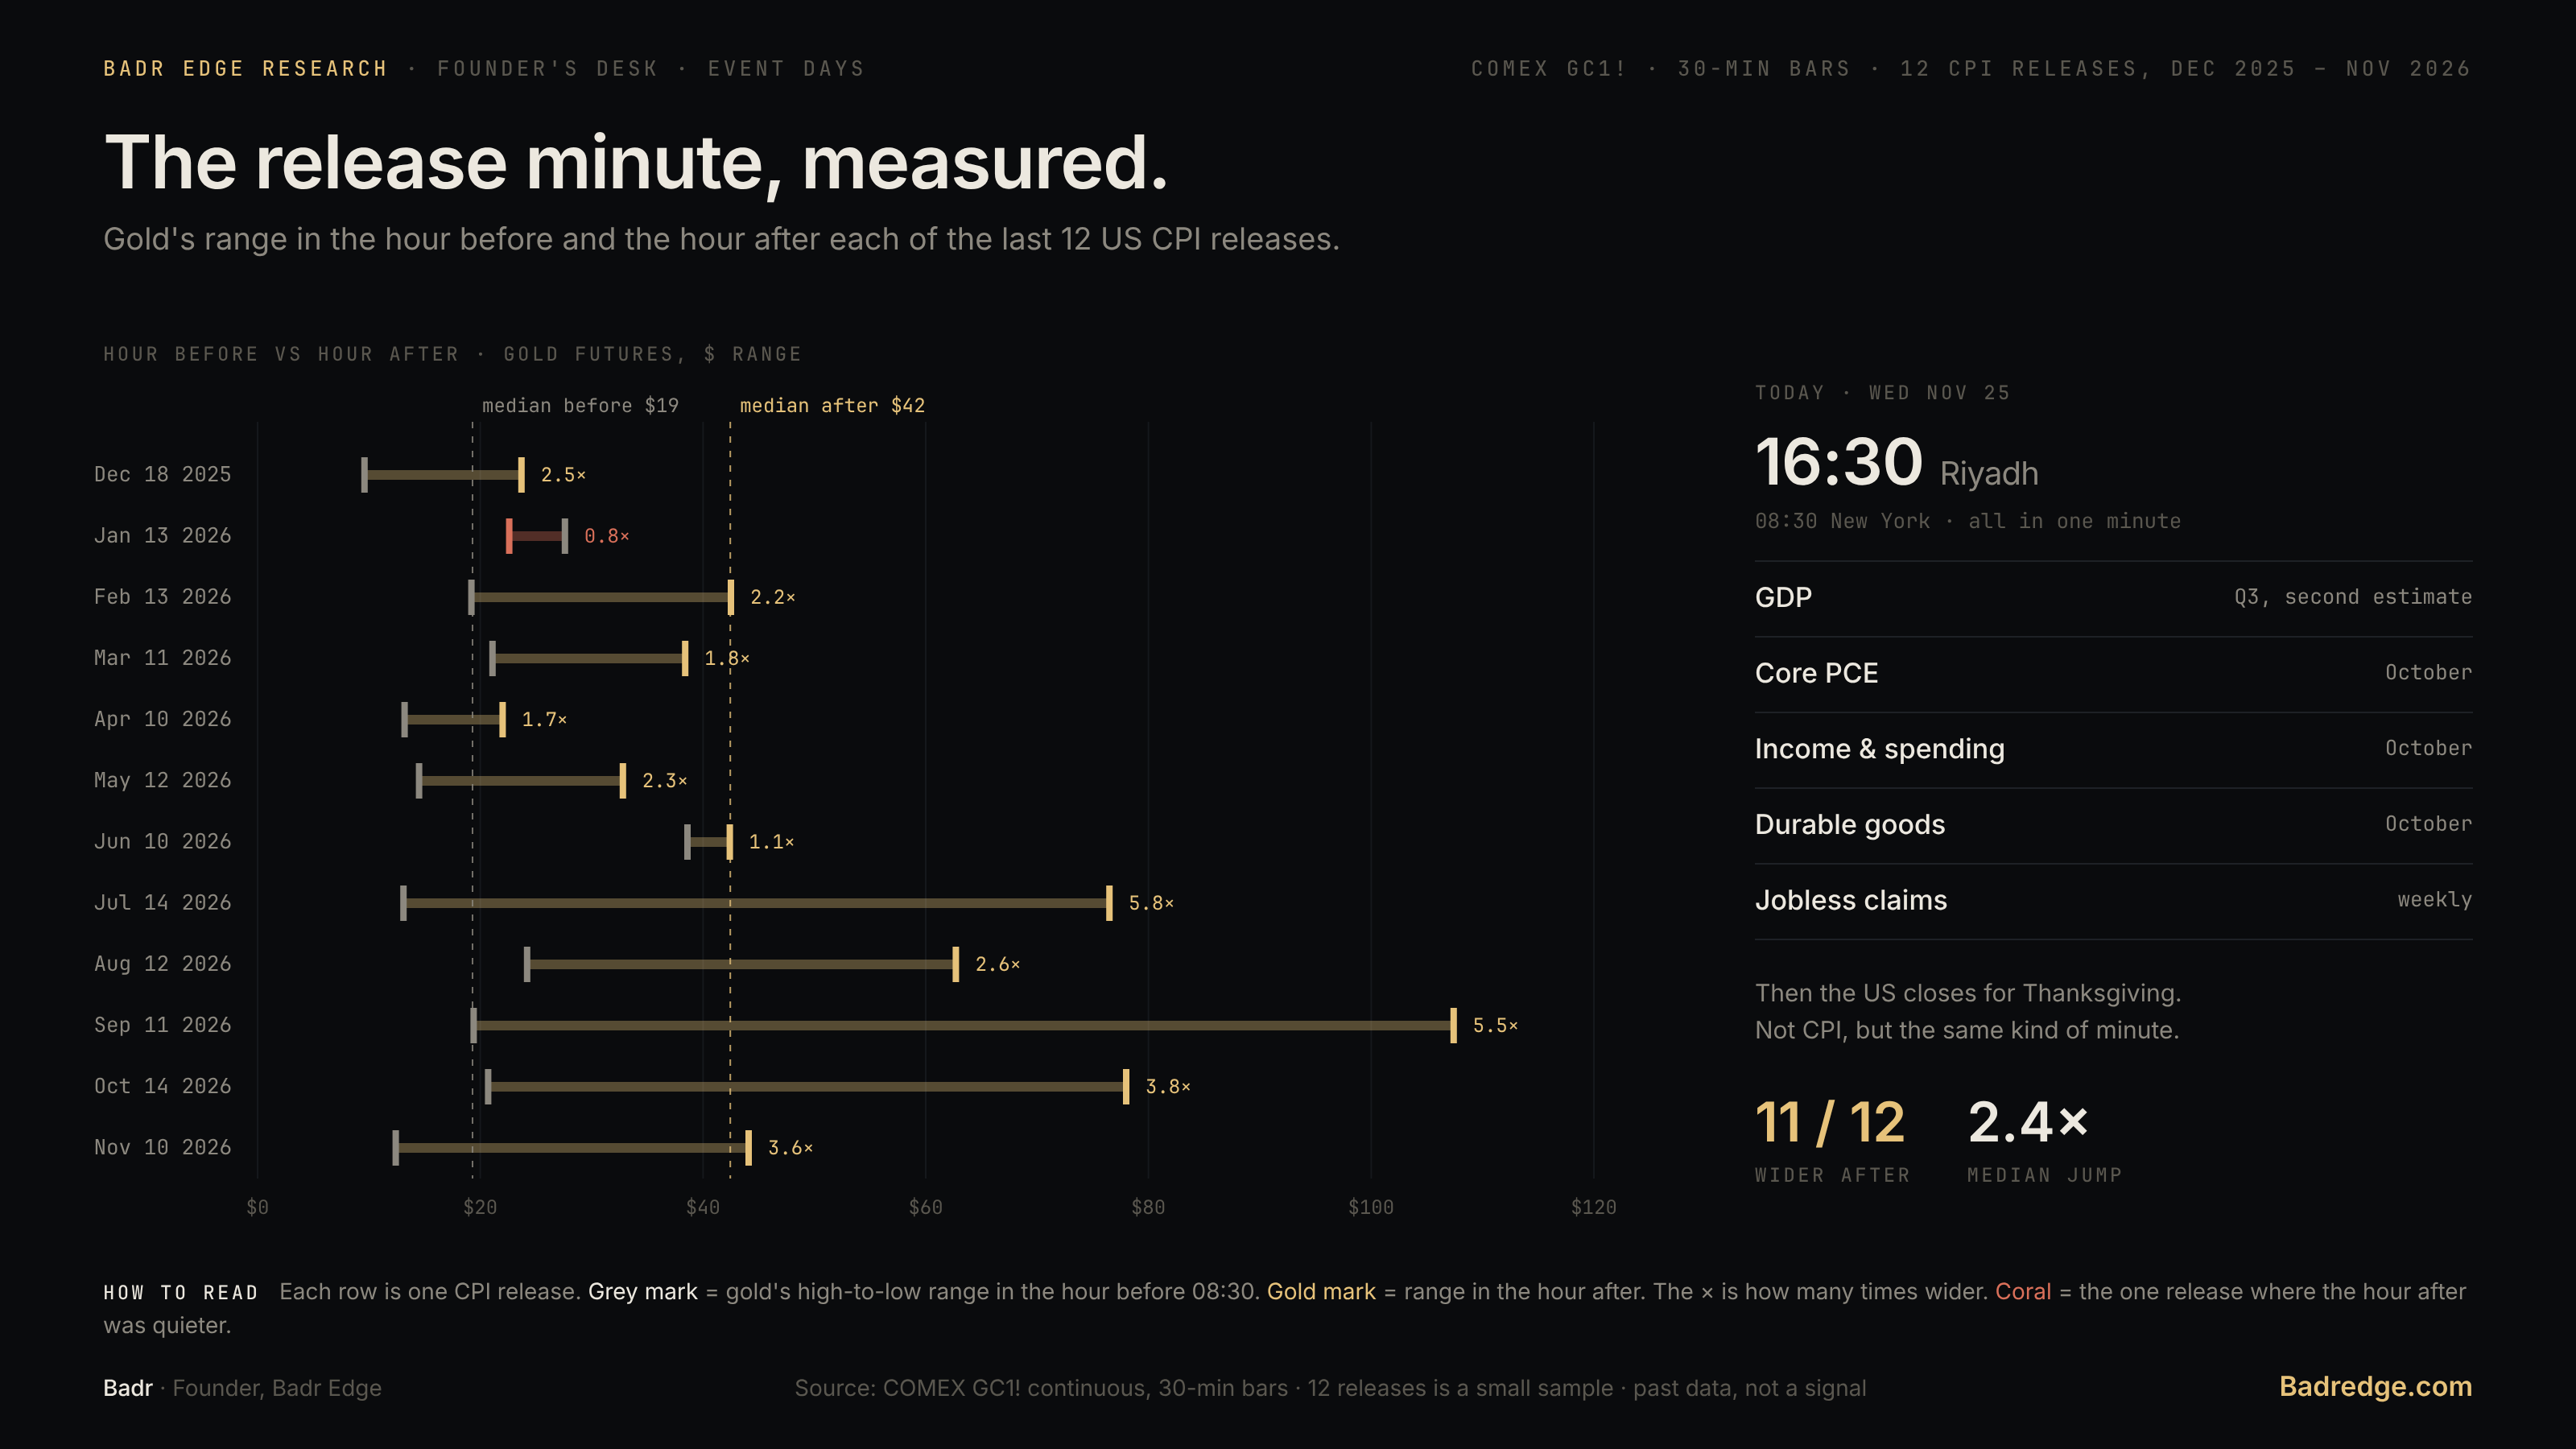 BADR EDGE RESEARCH · FOUNDER'S DESK · EVENT DAYS
COMEX GC1! · 30-MIN BARS · 12 CPI RELEASES, DEC 2025 – NOV 2026
The release minute, measured.
Gold's range in the hour before and the hour after each of the last 12 US CPI releases.
HOUR BEFORE VS HOUR AFTER · GOLD FUTURES, $ RANGE
median before $19
median after $42
Dec 18 2025 2.5×
Jan 13 2026 0.8×
Feb 13 2026 2.2×
Mar 11 2026 1.8×
Apr 10 2026 1.7×
May 12 2026 2.3×
Jun 10 2026 1.1×
Jul 14 2026 5.8×
Aug 12 2026 2.6×
Sep 11 2026 5.5×
Oct 14 2026 3.8×
Nov 10 2026 3.6×
$0 $20 $40 $60 $80 $100 $120
TODAY · WED NOV 25
16:30 Riyadh
08:30 New York · all in one minute
GDP Q3, second estimate
Core PCE October
Income & spending October
Durable goods October
Jobless claims weekly
Then the US closes for Thanksgiving.
Not CPI, but the same kind of minute.
11 / 12 2.4×
WIDER AFTER MEDIAN JUMP
HOW TO READ Each row is one CPI release. Grey mark = gold's high-to-low range in the hour before 08:30. Gold mark = range in the hour after. The × is how many times wider. Coral = the one release where the hour after
was quieter.
Badr · Founder, Badr Edge
Source: COMEX GC1! continuous, 30-min bars · 12 releases is a small sample · past data, not a signal
Badredge.com